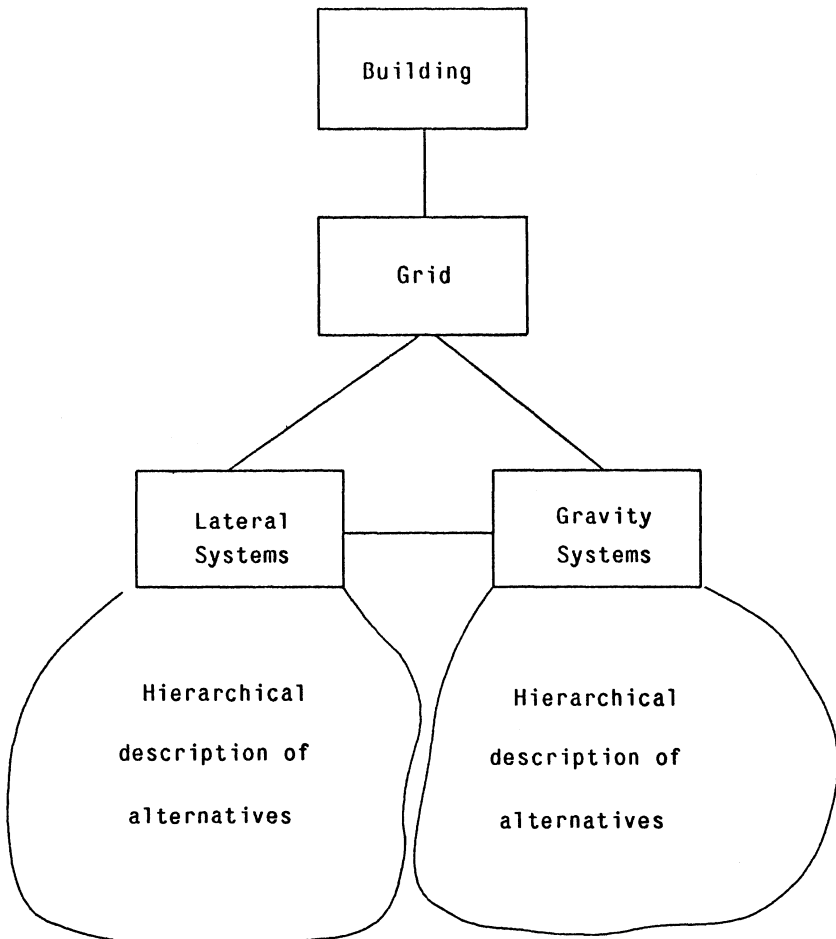 Building
Grid
Lateral
Systems
Gravity
Systems
Hierarchical
description of
alternatives
Hierarchical
description of
alternatives